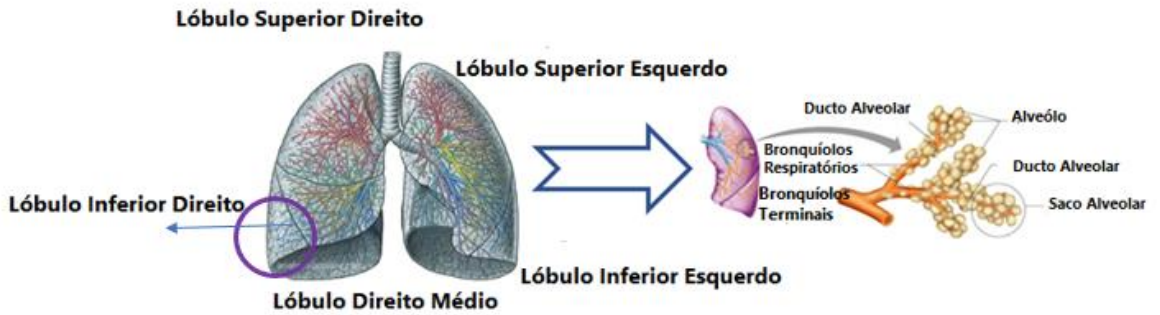 Lóbulo Superior Direito
Lóbulo Superior Esquerdo
Lóbulo Inferior Direito
Lóbulo Inferior Esquerdo
Lóbulo Direito Médio
Ducto Alveolar
Alveólo
Bronquíolos
Respiratórios
Ducto Alveolar
Bronquíolos
Terminais
Saco Alveolar